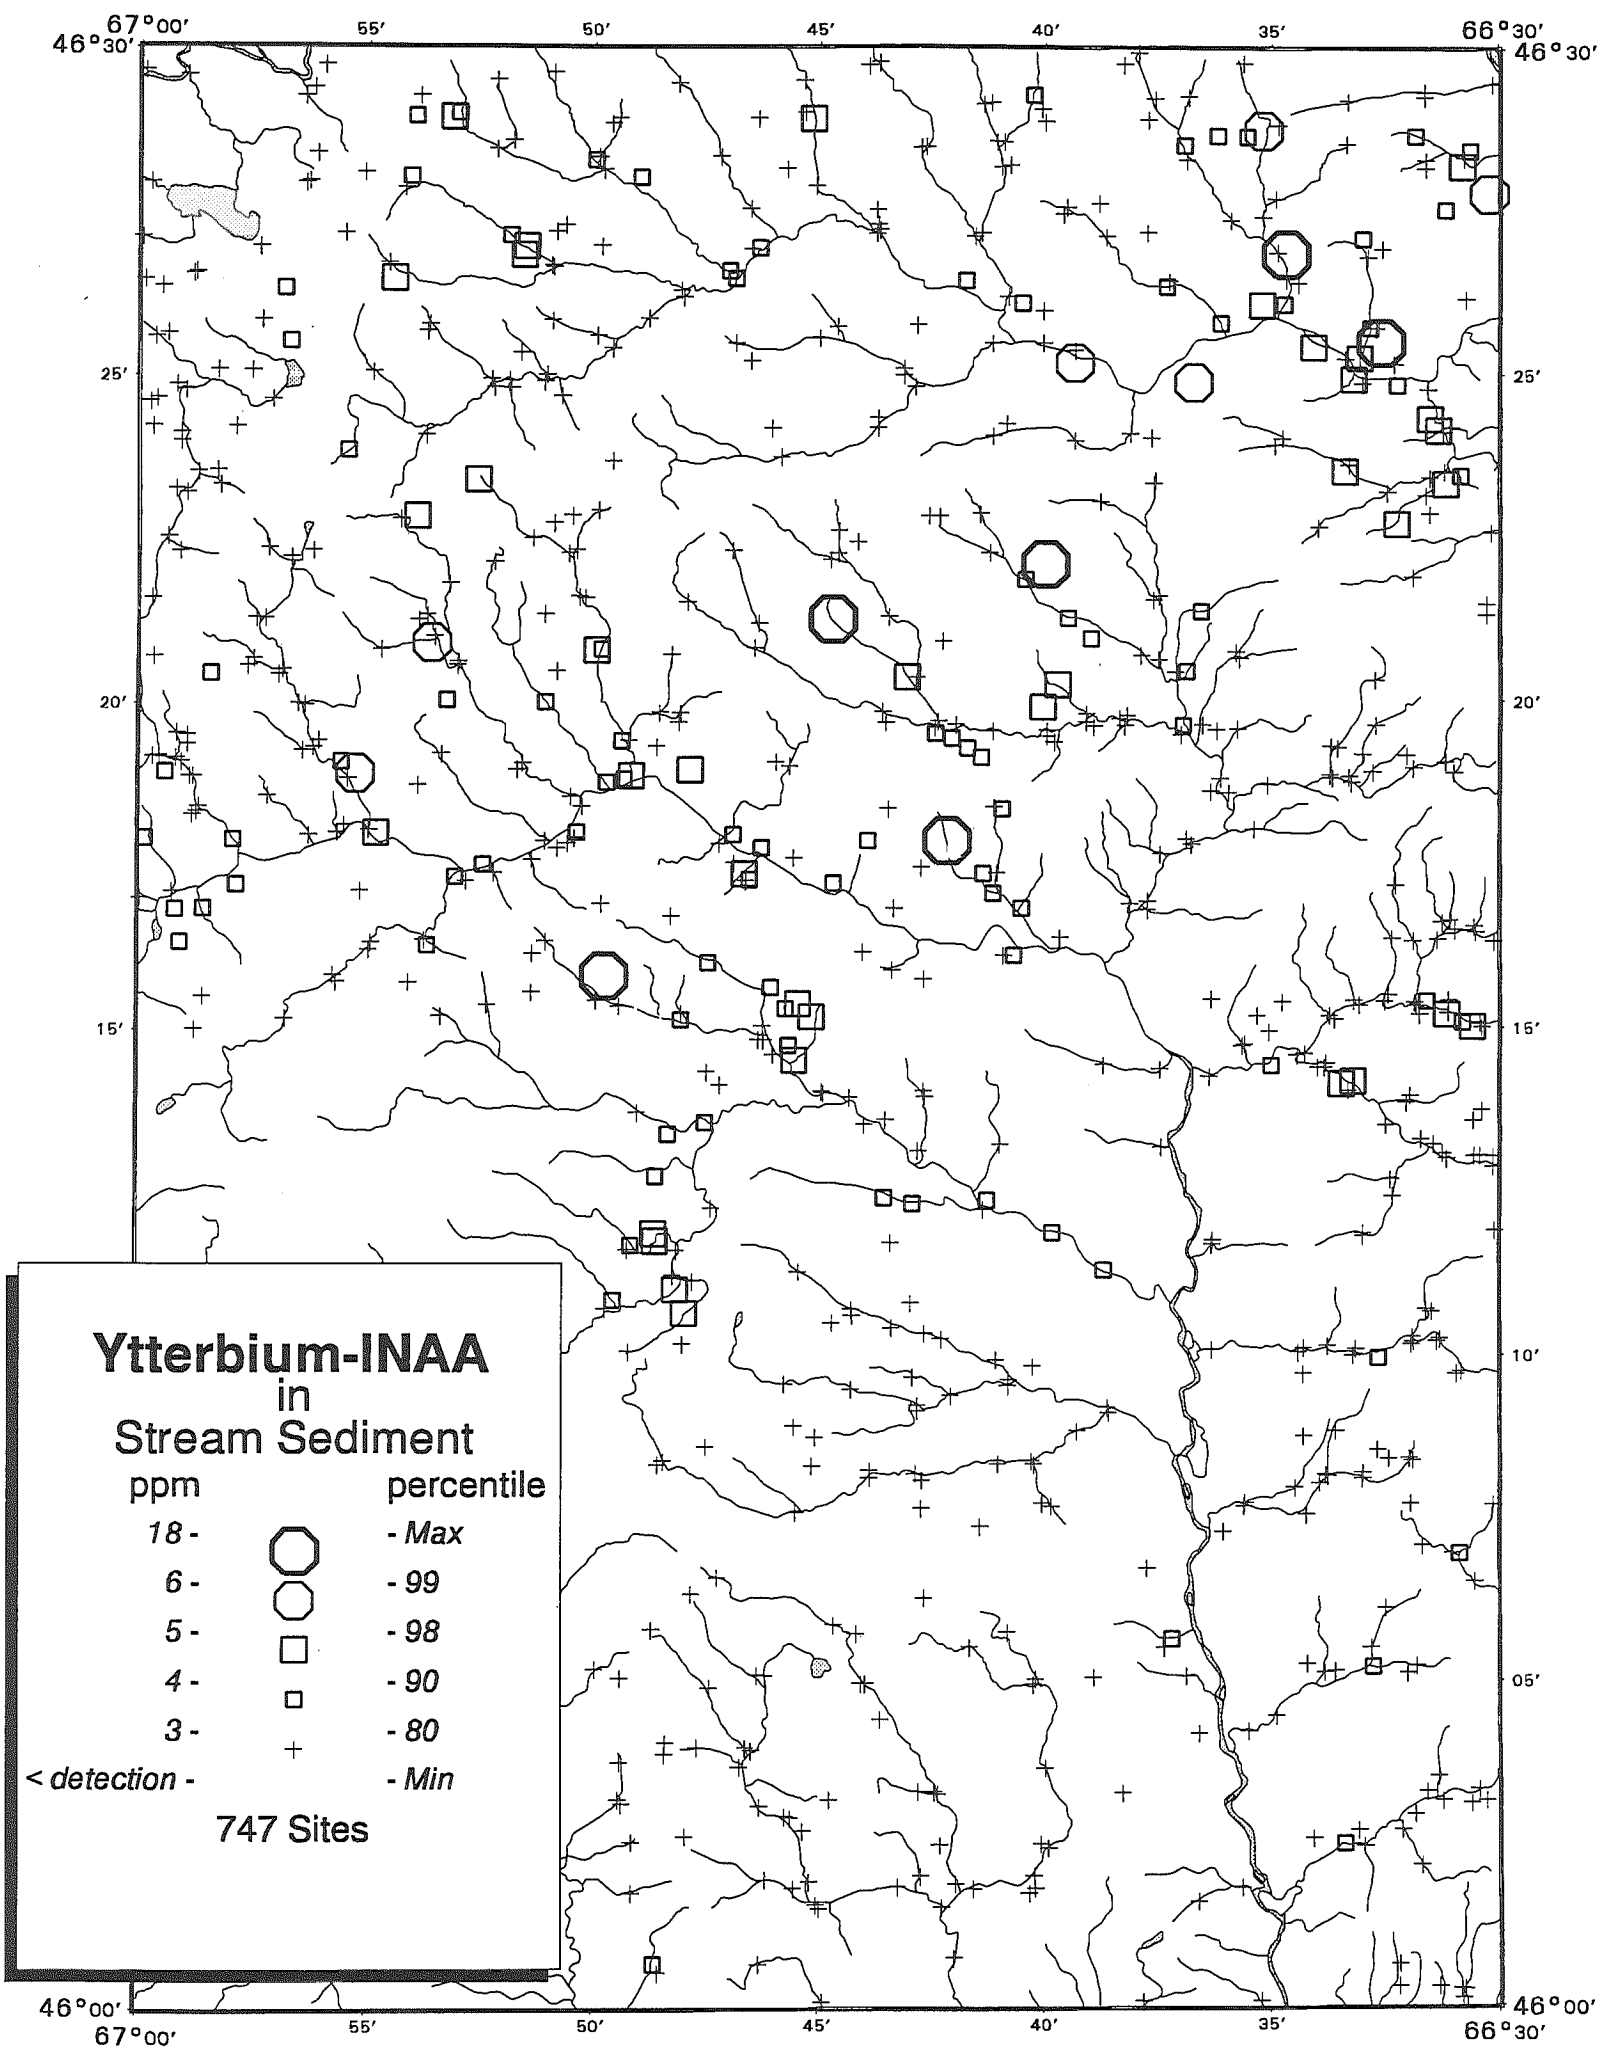 67°00′ 55′ 50′ 45′ 40′ 35′ 66°30′
46°30′ 46°30′
25′ 25′
20′ 20′
15′ 15′
10′
05′
Ytterbium-INAA
in
Stream Sediment
ppm percentile
18 - - Max
6 - - 99
5 - - 98
4 - - 90
3 - - 80
< detection - - Min
747 Sites
46°00′ 46°00′
67°00′ 55′ 50′ 45′ 40′ 35′ 66°30′